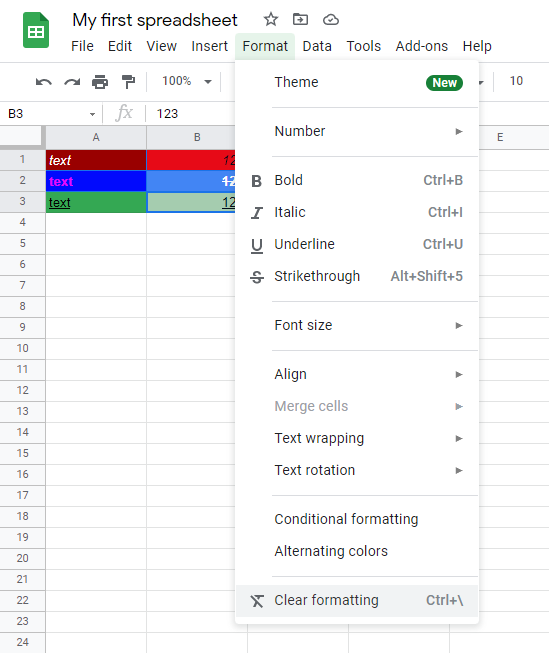 My first spreadsheet
File Edit View Insert Format Data Tools Add-ons Help
100% 10
B3 fx 123
A B E
1 text
2 text
3 text
4
5
6
7
8
9
10
11
12
13
14
15
16
17
18
19
20
21
22
23
24
Theme New
Number
Bold Ctrl+B
Italic Ctrl+I
Underline Ctrl+U
Strikethrough Alt+Shift+5
Font size
Align
Merge cells
Text wrapping
Text rotation
Conditional formatting
Alternating colors
Clear formatting Ctrl+\